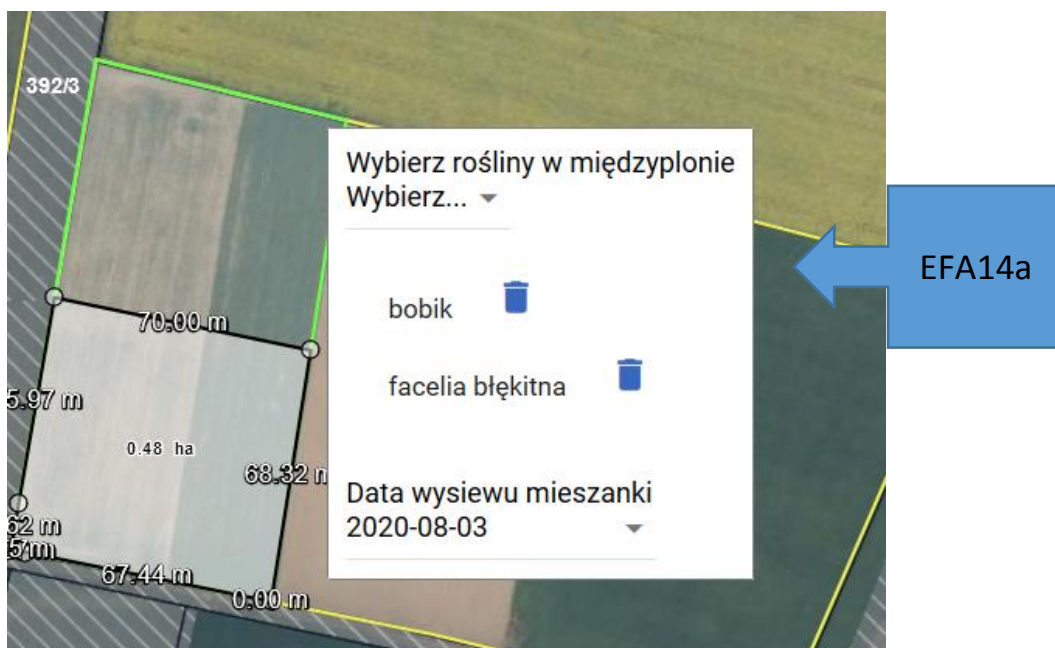 392/3
Wybierz rośliny w międzyplonie
Wybierz...
EFA14a
bobik
70.00 m
facelia błękitna
5.97 m
0.48 ha
68.32 m
Data wysiewu mieszanki
2020-08-03
62 m
67.44 m
0.00 m